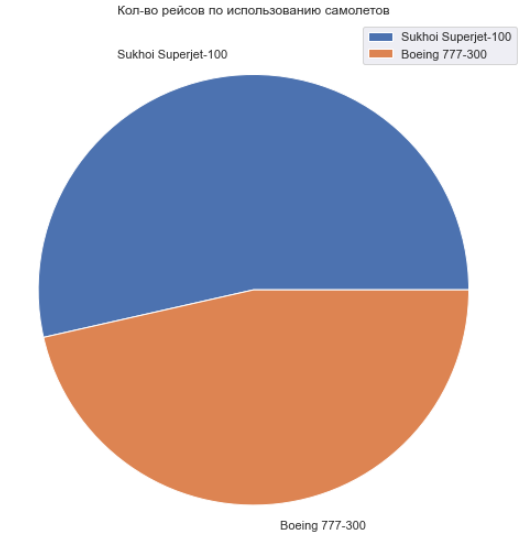 Кол-во рейсов по использованию самолетов
Sukhoi Superjet-100
Boeing 777-300
Sukhoi Superjet-100
Boeing 777-300